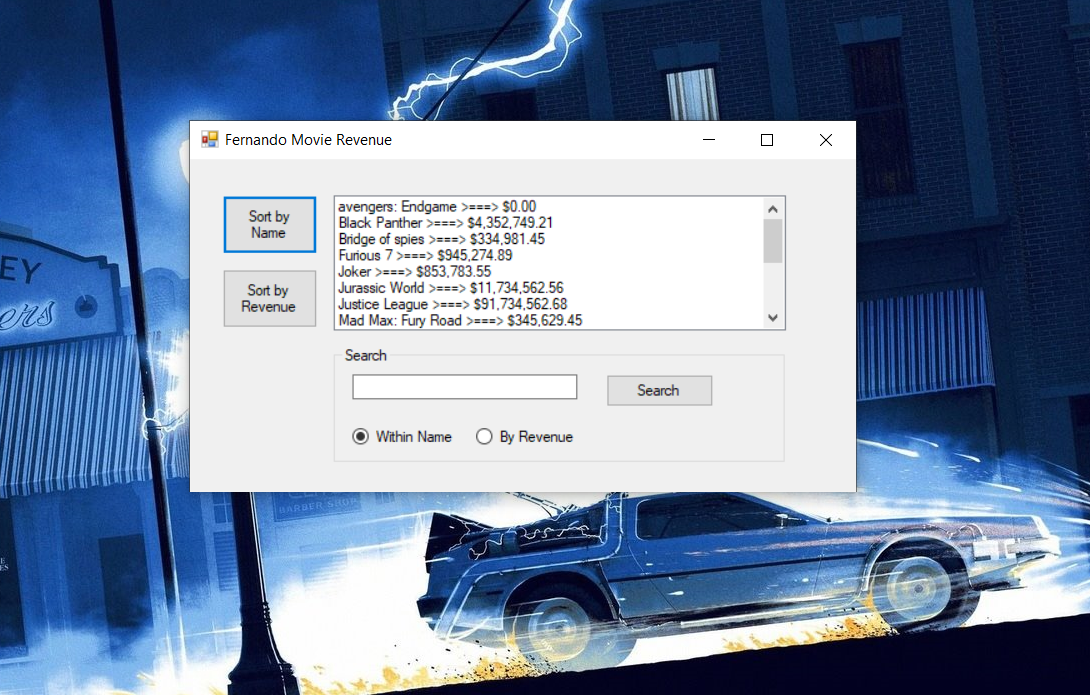 Fernando Movie Revenue
Sort by
Name
Sort by
Revenue
avengers: Endgame >===> $0.00
Black Panther >===> $4,352,749.21
Bridge of spies >===> $334,981.45
Furious 7 >===> $945,274.89
Joker >===> $853,783.55
Jurassic World >===> $11,734,562.56
Justice League >===> $91,734,562.68
Mad Max: Fury Road >===> $345,629.45
Search
Search
Within Name
By Revenue
BARBER SHOP